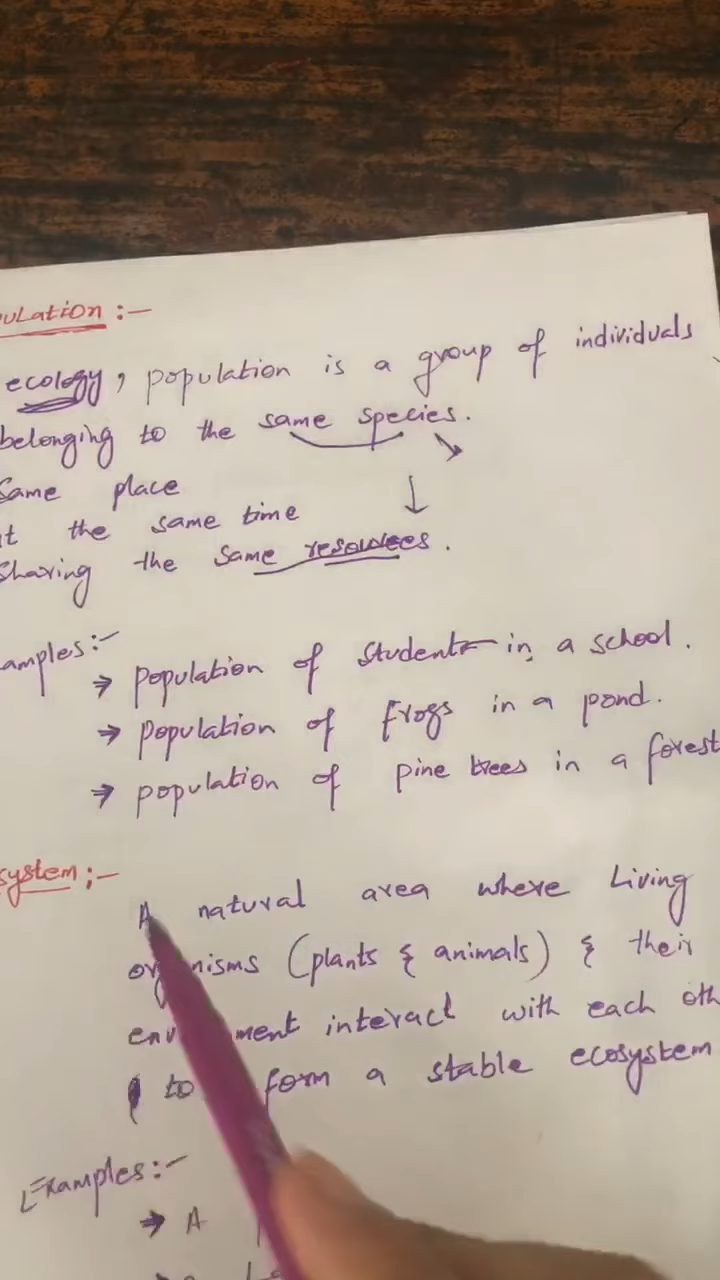 ulation :-
ecology, population is a group of individuals
belonging to the same species.
same place
t the same time
sharing the same resources.
amples:-
→ population of students in a school.
→ population of frogs in a pond.
→ population of pine trees in a forest
system :-
A natural area where Living
organisms (plants & animals) & their
environment interact with each oth
to form a stable ecosystem
Examples:-
→ A